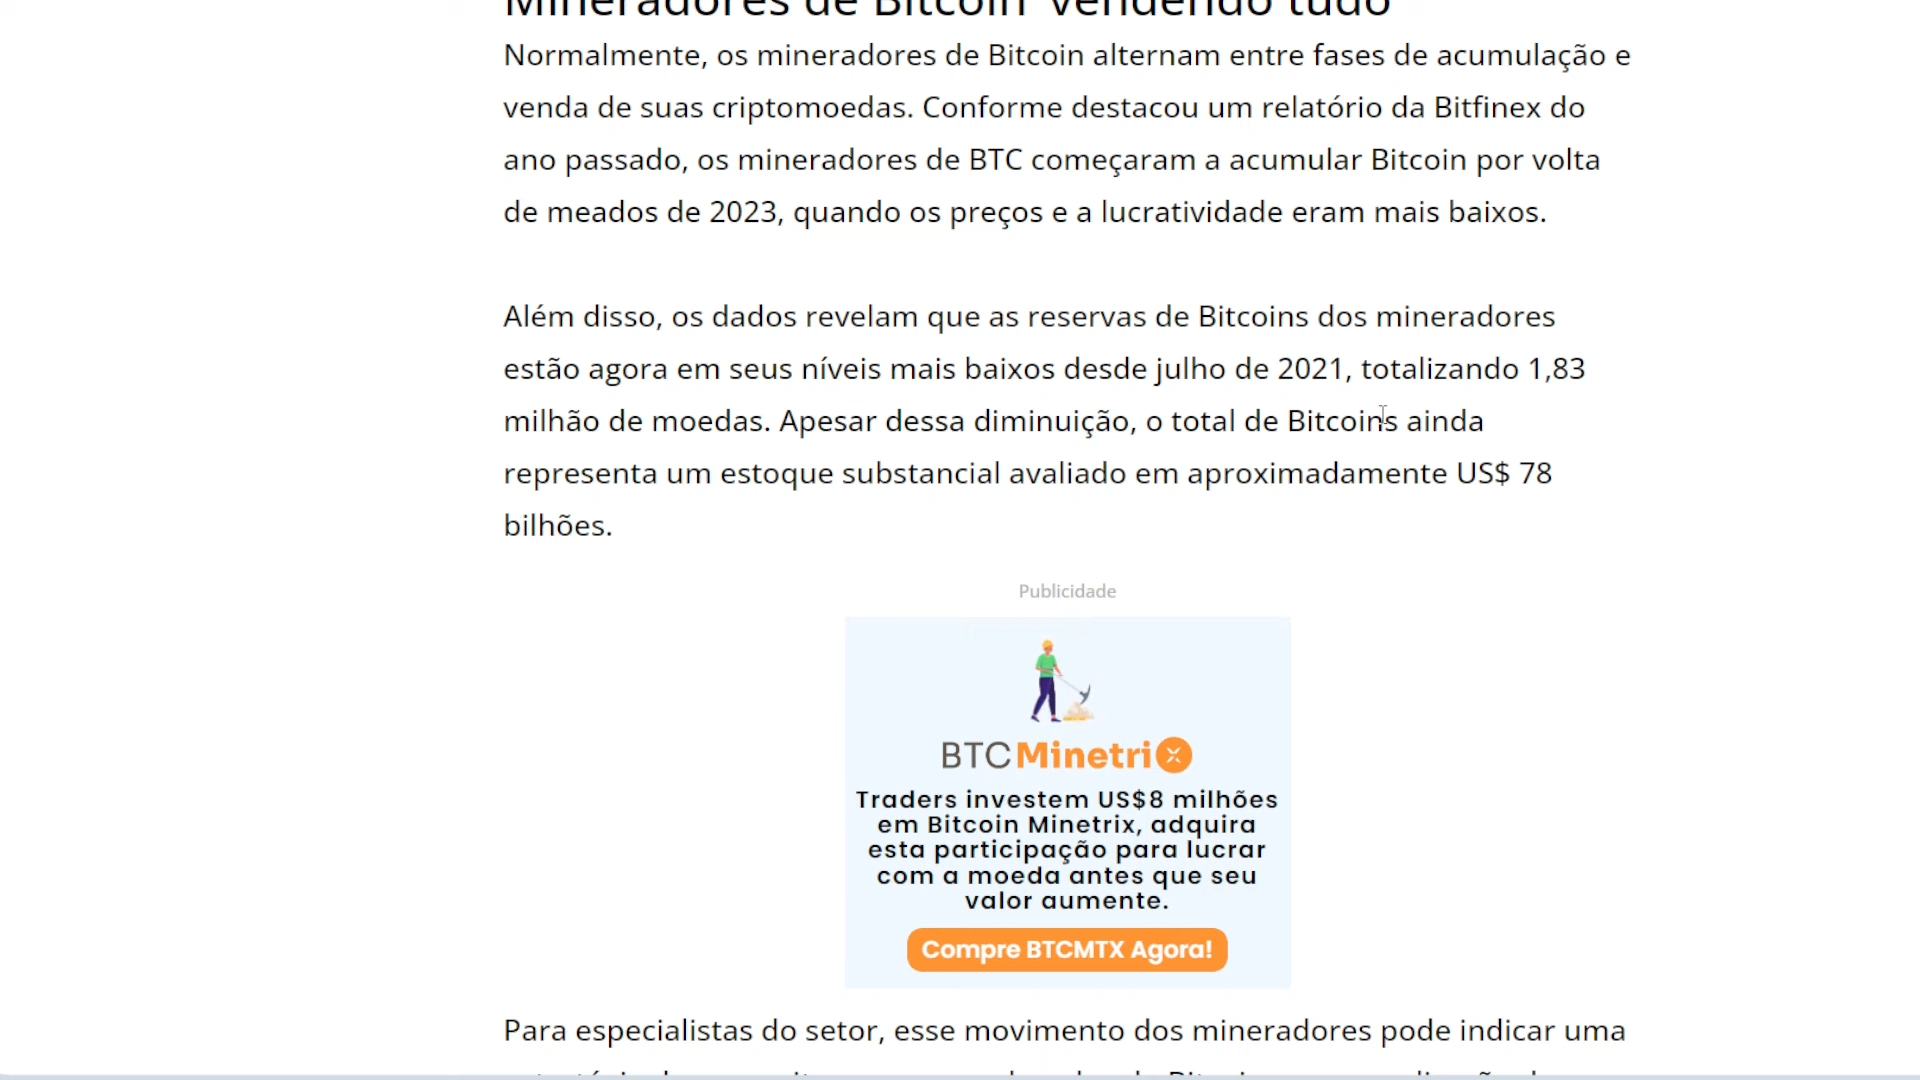 Mineradores de Bitcoin 'vendendo tudo'
Normalmente, os mineradores de Bitcoin alternam entre fases de acumulação e
venda de suas criptomoedas. Conforme destacou um relatório da Bitfinex do
ano passado, os mineradores de BTC começaram a acumular Bitcoin por volta
de meados de 2023, quando os preços e a lucratividade eram mais baixos.
Além disso, os dados revelam que as reservas de Bitcoins dos mineradores
estão agora em seus níveis mais baixos desde julho de 2021, totalizando 1,83
milhão de moedas. Apesar dessa diminuição, o total de Bitcoins ainda
representa um estoque substancial avaliado em aproximadamente US$ 78
bilhões.
Publicidade
BTCMinetrix
Traders investem US$8 milhões
em Bitcoin Minetrix, adquira
esta participação para lucrar
com a moeda antes que seu
valor aumente.
Compre BTCMTX Agora!
Para especialistas do setor, esse movimento dos mineradores pode indicar uma